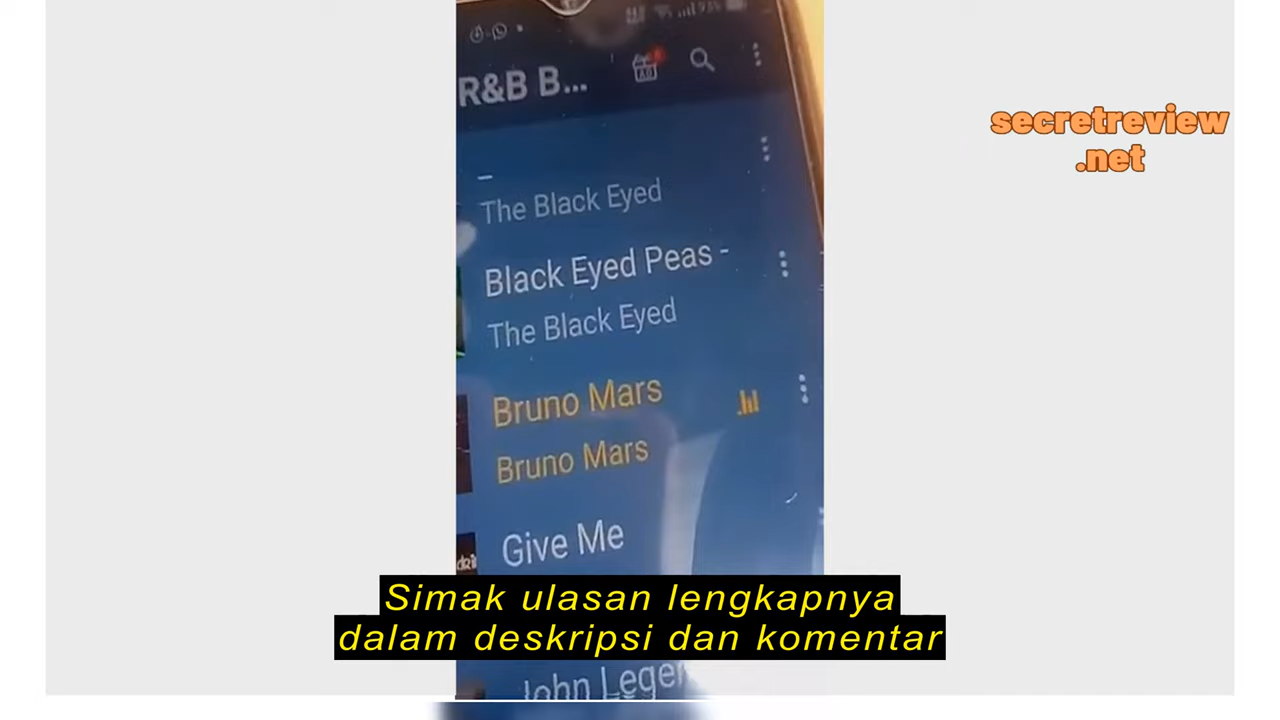 R&B B...
AD
secretreview
.net
The Black Eyed
Black Eyed Peas -
The Black Eyed
Bruno Mars
Bruno Mars
Give Me
Simak ulasan lengkapnya
dalam deskripsi dan komentar
John Legen